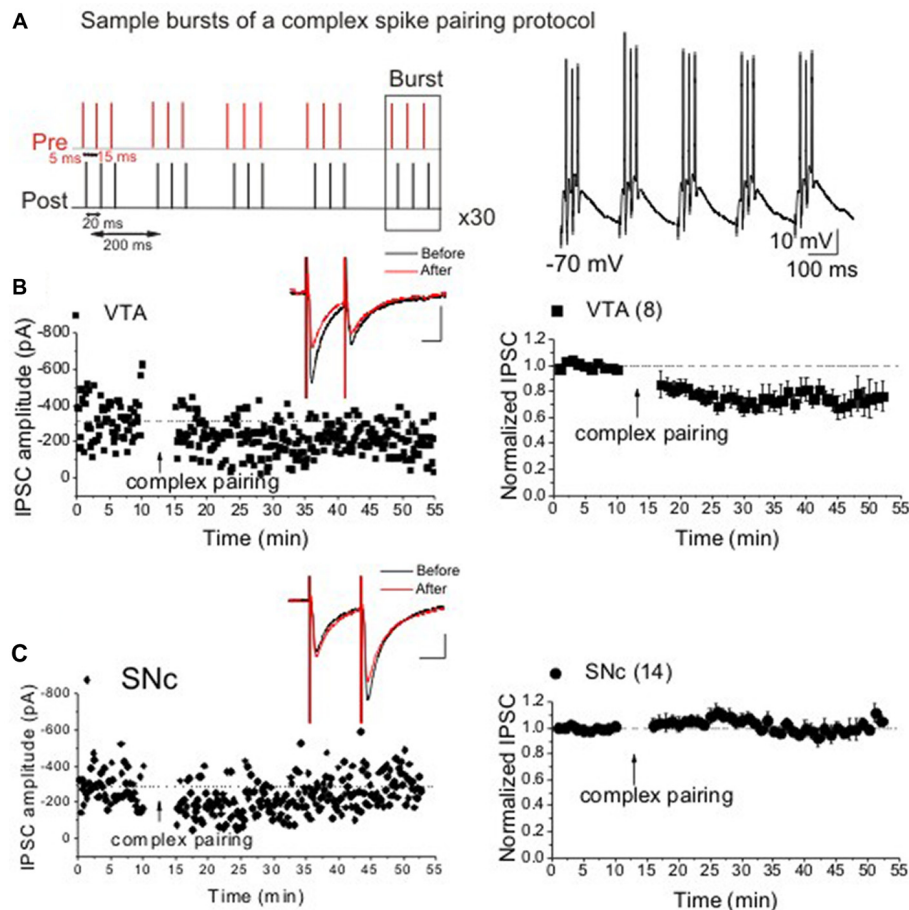 A
Sample bursts of a complex spike pairing protocol
Burst
Pre
5 ms 15 ms
Post
20 ms
200 ms
x30
-70 mV
10 mV
100 ms
B
VTA
Before
After
IPSC amplitude (pA)
-800
-600
-400
-200
0
complex pairing
0 5 10 15 20 25 30 35 40 45 50 55
Time (min)
VTA (8)
Normalized IPSC
1.2
1.0
0.8
0.6
0.4
0.2
0.0
complex pairing
0 5 10 15 20 25 30 35 40 45 50 55
Time (min)
C
SNc
Before
After
IPSC amplitude (pA)
-800
-600
-400
-200
0
complex pairing
0 5 10 15 20 25 30 35 40 45 50 55
Time (min)
SNc (14)
Normalized IPSC
1.2
1.0
0.8
0.6
0.4
0.2
0.0
complex pairing
0 5 10 15 20 25 30 35 40 45 50 55
Time (min)